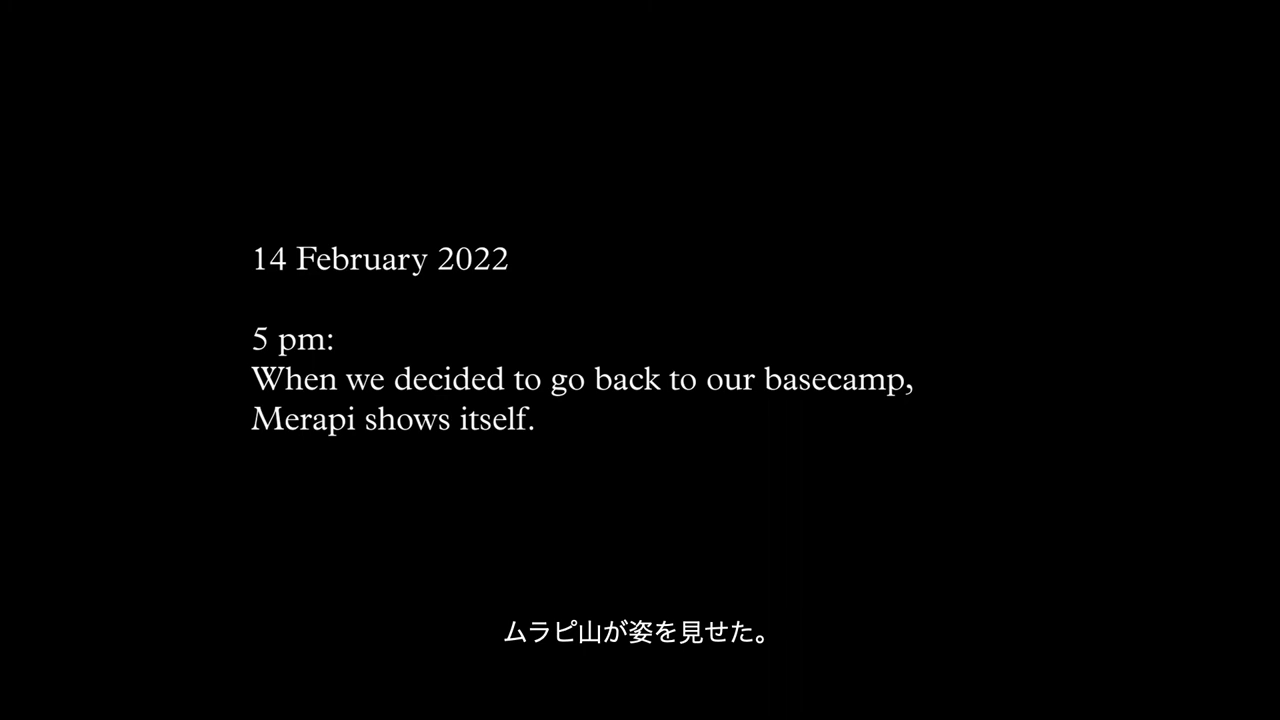 14 February 2022
5 pm:
When we decided to go back to our basecamp,
Merapi shows itself.
ムラピ山が姿を見せた。